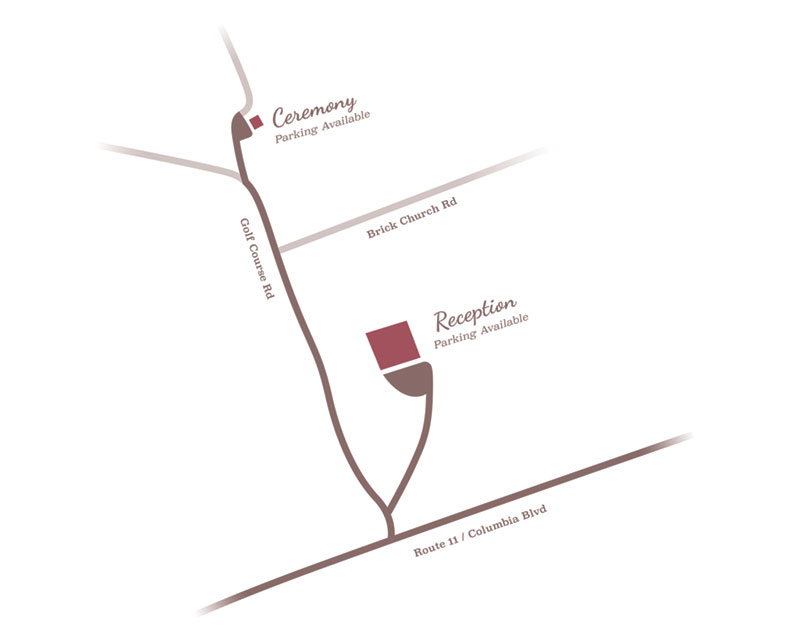 Ceremony
Parking Available
Golf Course Rd
Brick Church Rd
Reception
Parking Available
Route 11 / Columbia Blvd